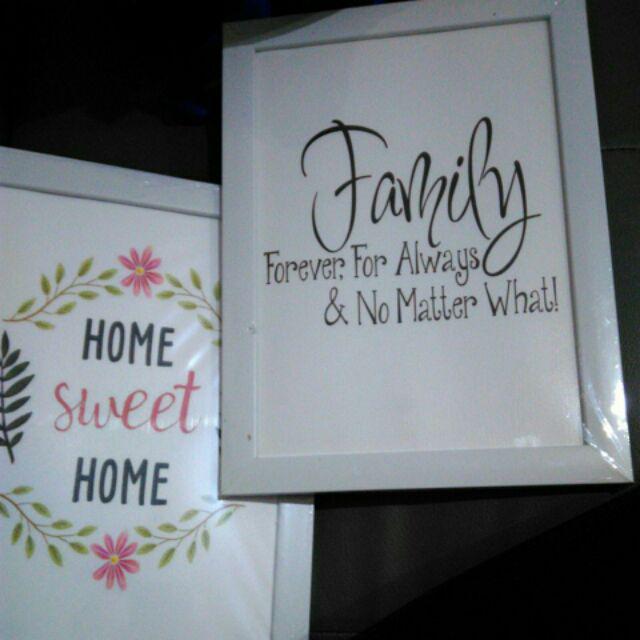 HOME
sweet
HOME
Family
Forever, For Always
& No Matter What!